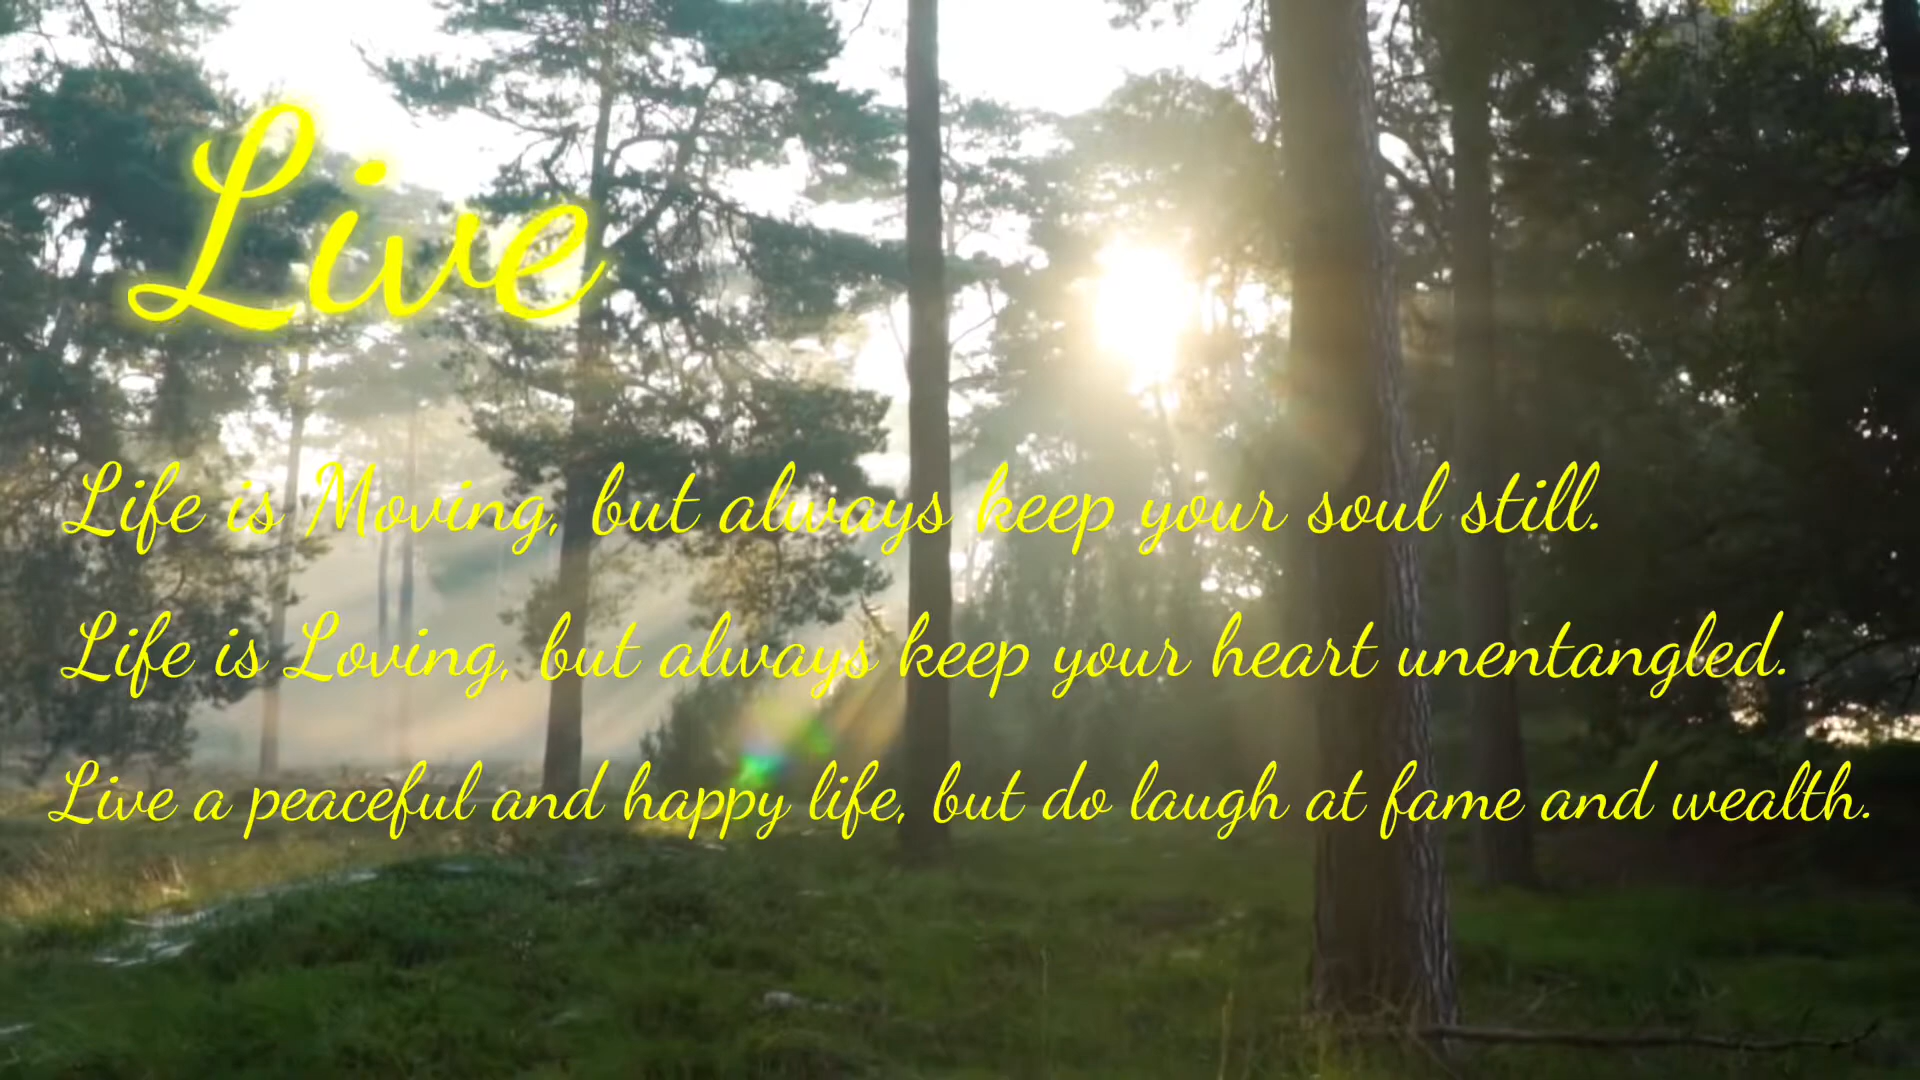 Live
Life is Moving, but always keep your soul still.
Life is Loving, but always keep your heart unentangled.
Live a peaceful and happy life, but do laugh at fame and wealth.